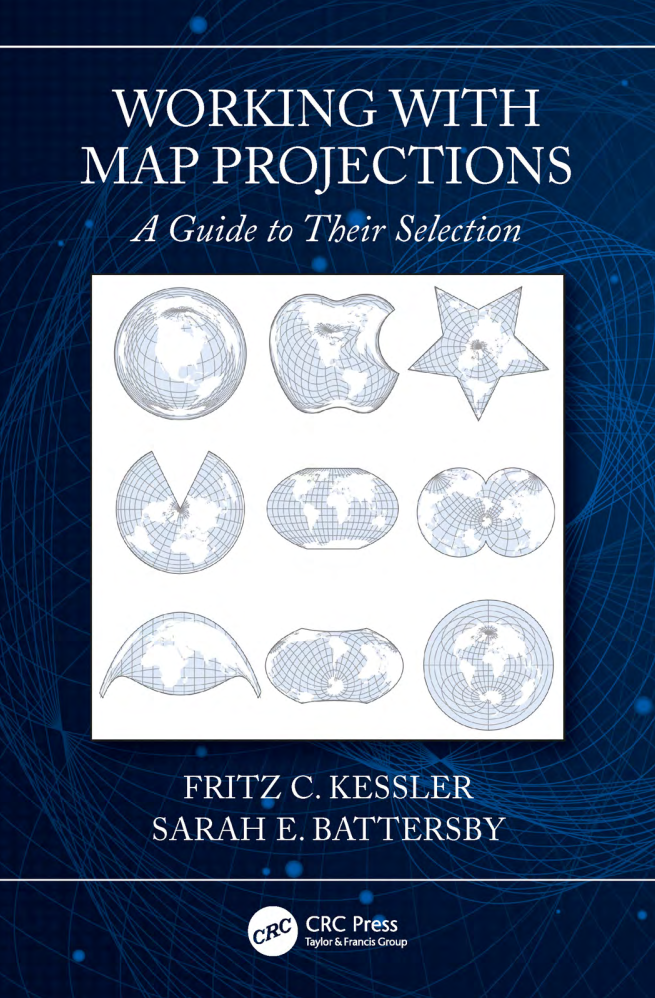 WORKING WITH
MAP PROJECTIONS
A Guide to Their Selection
FRITZ C. KESSLER
SARAH E. BATTERSBY
CRC
CRC Press
Taylor & Francis Group